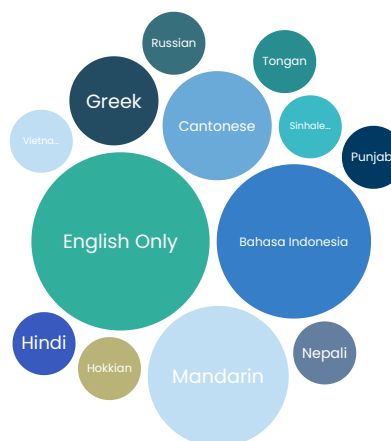 Russian
Tongan
Greek
Cantonese
Sinhale...
Vietna...
Punjab
English Only
Bahasa Indonesia
Hindi
Nepali
Hokkian
Mandarin